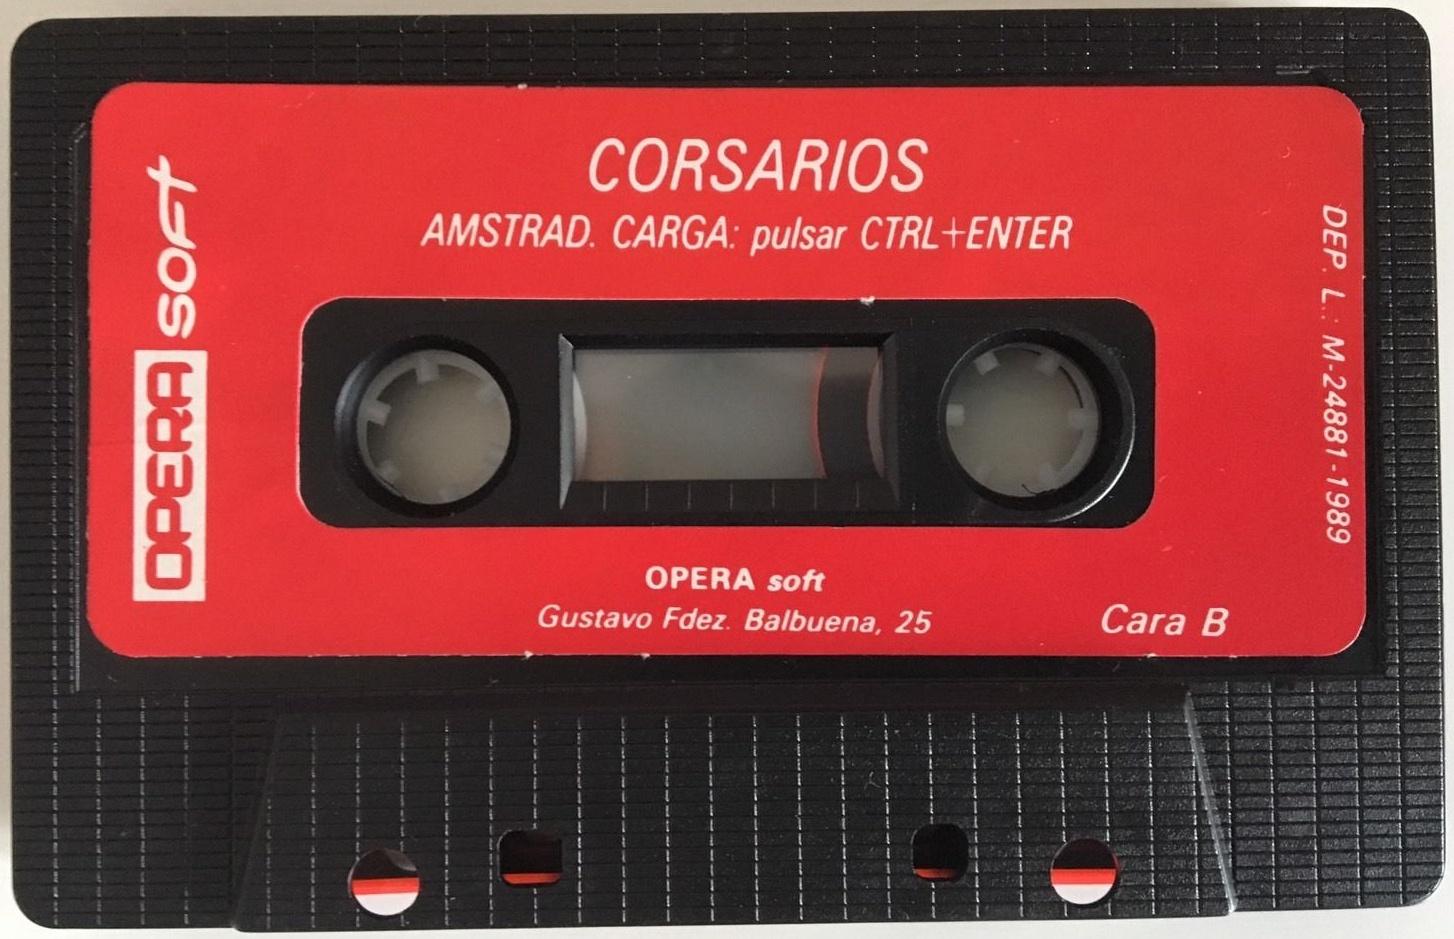 CORSARIOS
AMSTRAD. CARGA: pulsar CTRL+ENTER
OPERA soft
DEP. L.: M-24881-1989
OPERA soft
Gustavo Fdez. Balbuena, 25
Cara B